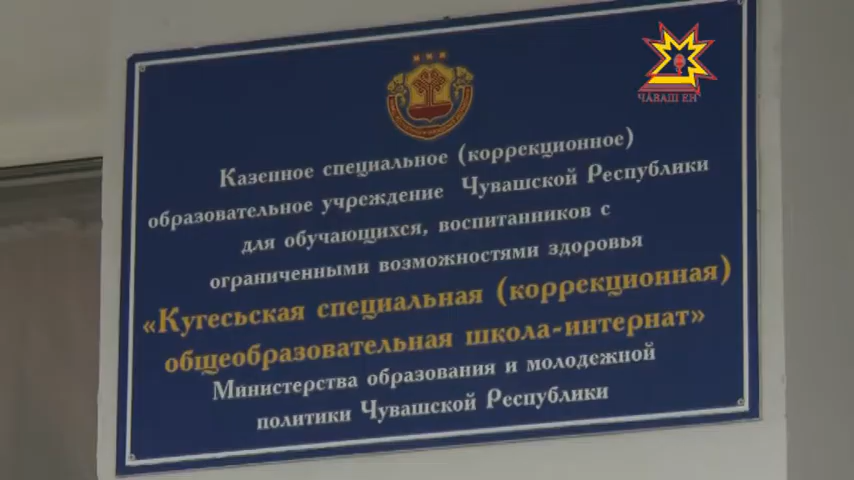 ЧӐВАШ ЕН
Казенное специальное (коррекционное)
образовательное учреждение Чувашской Республики
для обучающихся, воспитанников с
ограниченными возможностями здоровья
«Кугесьская специальная (коррекционная)
общеобразовательная школа-интернат»
Министерства образования и молодежной
политики Чувашской Республики